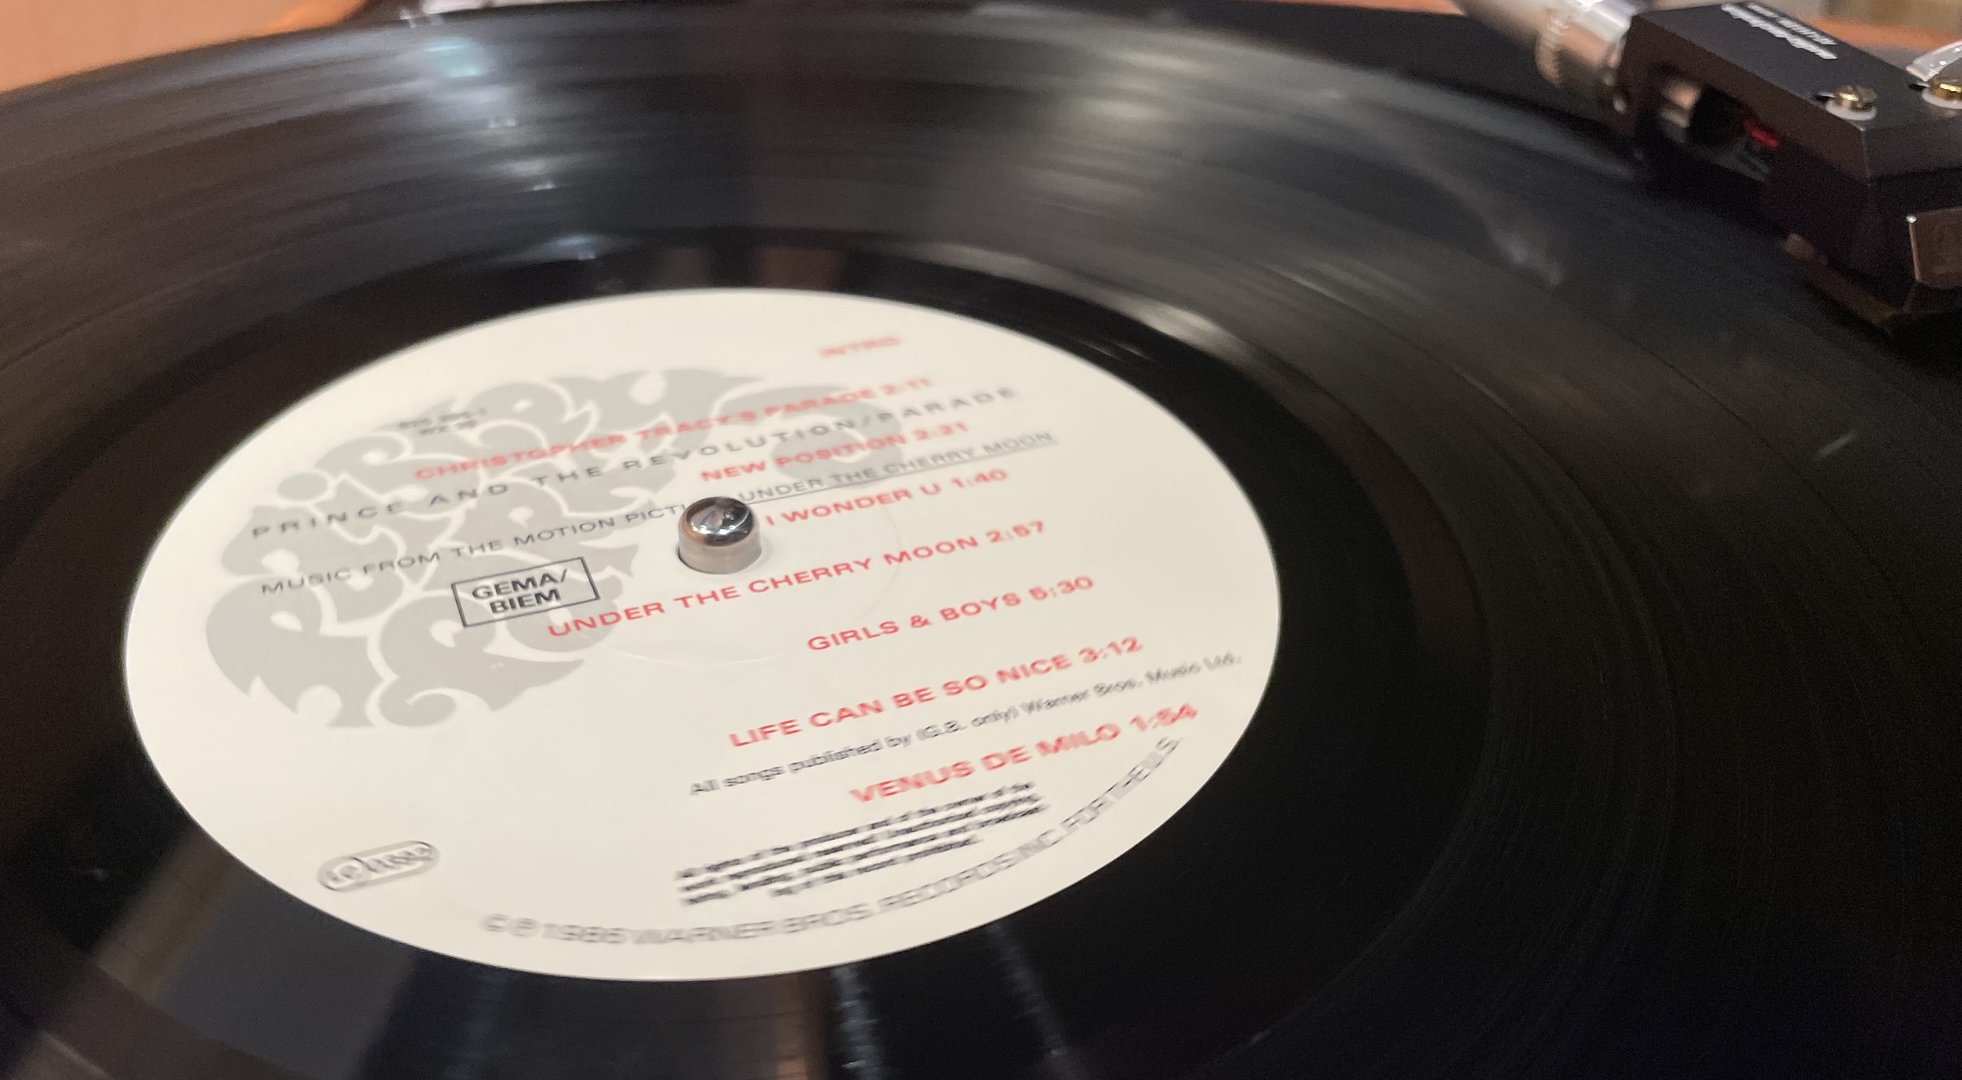 INTRO
CHRISTOPHER TRACY'S PARADE 2:11
PRINCE AND THE REVOLUTION/PARADE
NEW POSITION 2:21
MUSIC FROM THE MOTION PICTU UNDER THE CHERRY MOON
I WONDER U 1:40
GEMA/
BIEM
UNDER THE CHERRY MOON 2:57
GIRLS & BOYS 5:30
LIFE CAN BE SO NICE 3:12
All songs published by (G.B. only) Warner Bros. Music Ltd.
VENUS DE MILO 1:54
© ℗ 1986 WARNER BROS. RECORDS INC. FOR THE U.S.